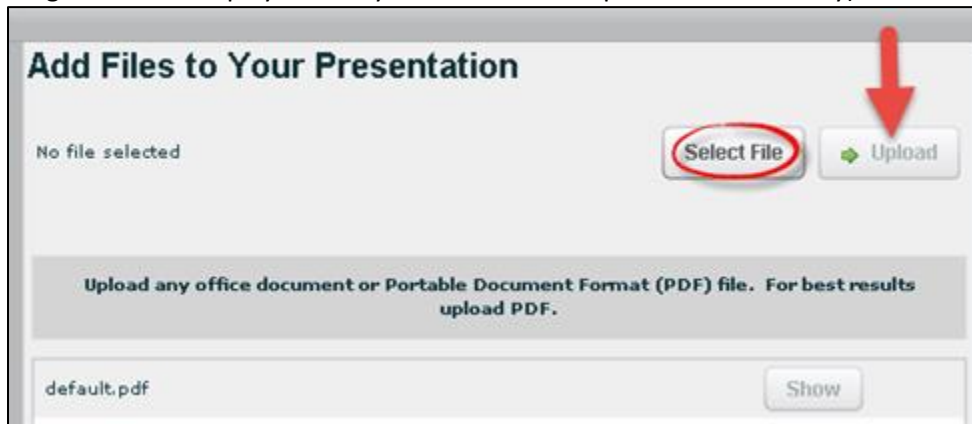 Add Files to Your Presentation
No file selected
Select File
Upload
Upload any office document or Portable Document Format (PDF) file. For best results
upload PDF.
default.pdf
Show